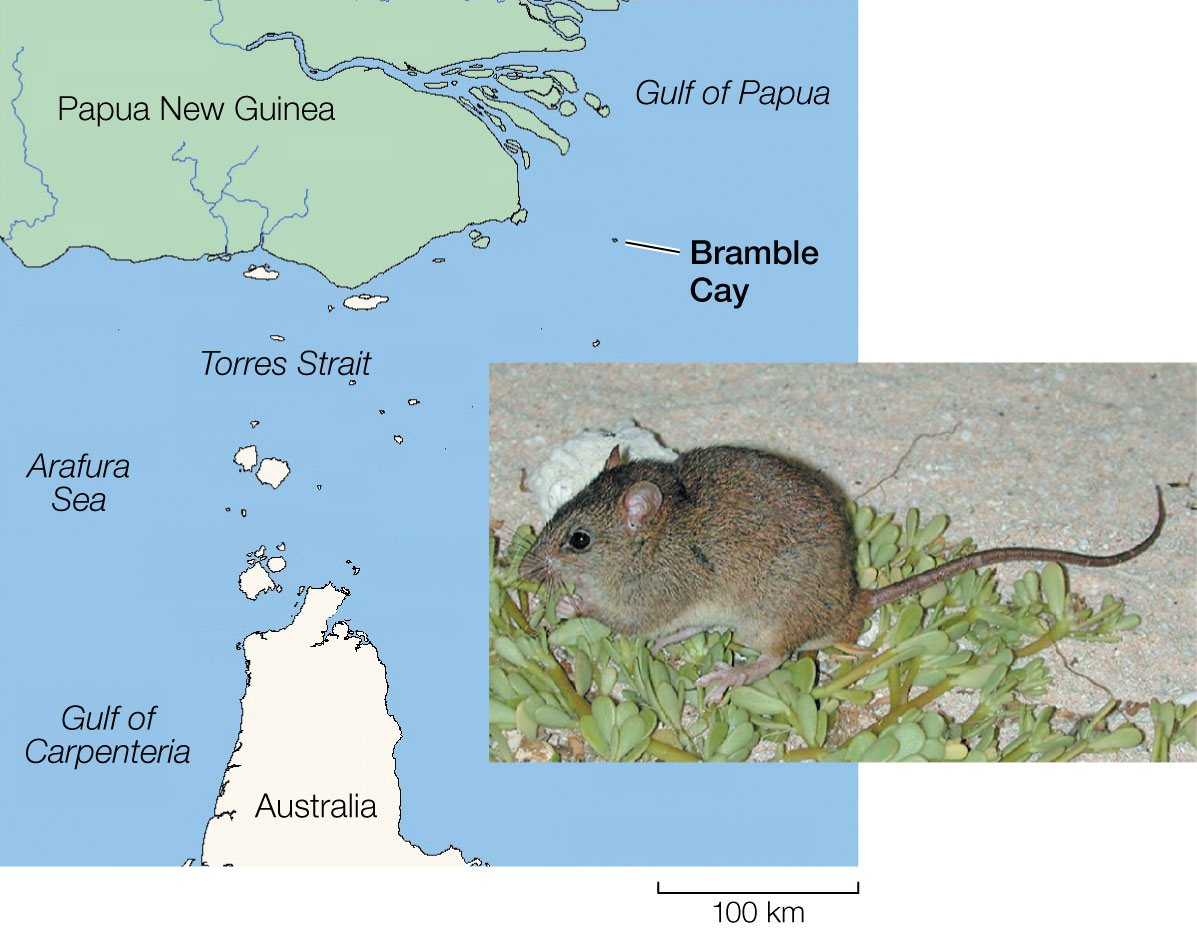 Gulf of Papua
Papua New Guinea
Bramble
Cay
Torres Strait
Arafura
Sea
Gulf of
Carpenteria
Australia
100 km